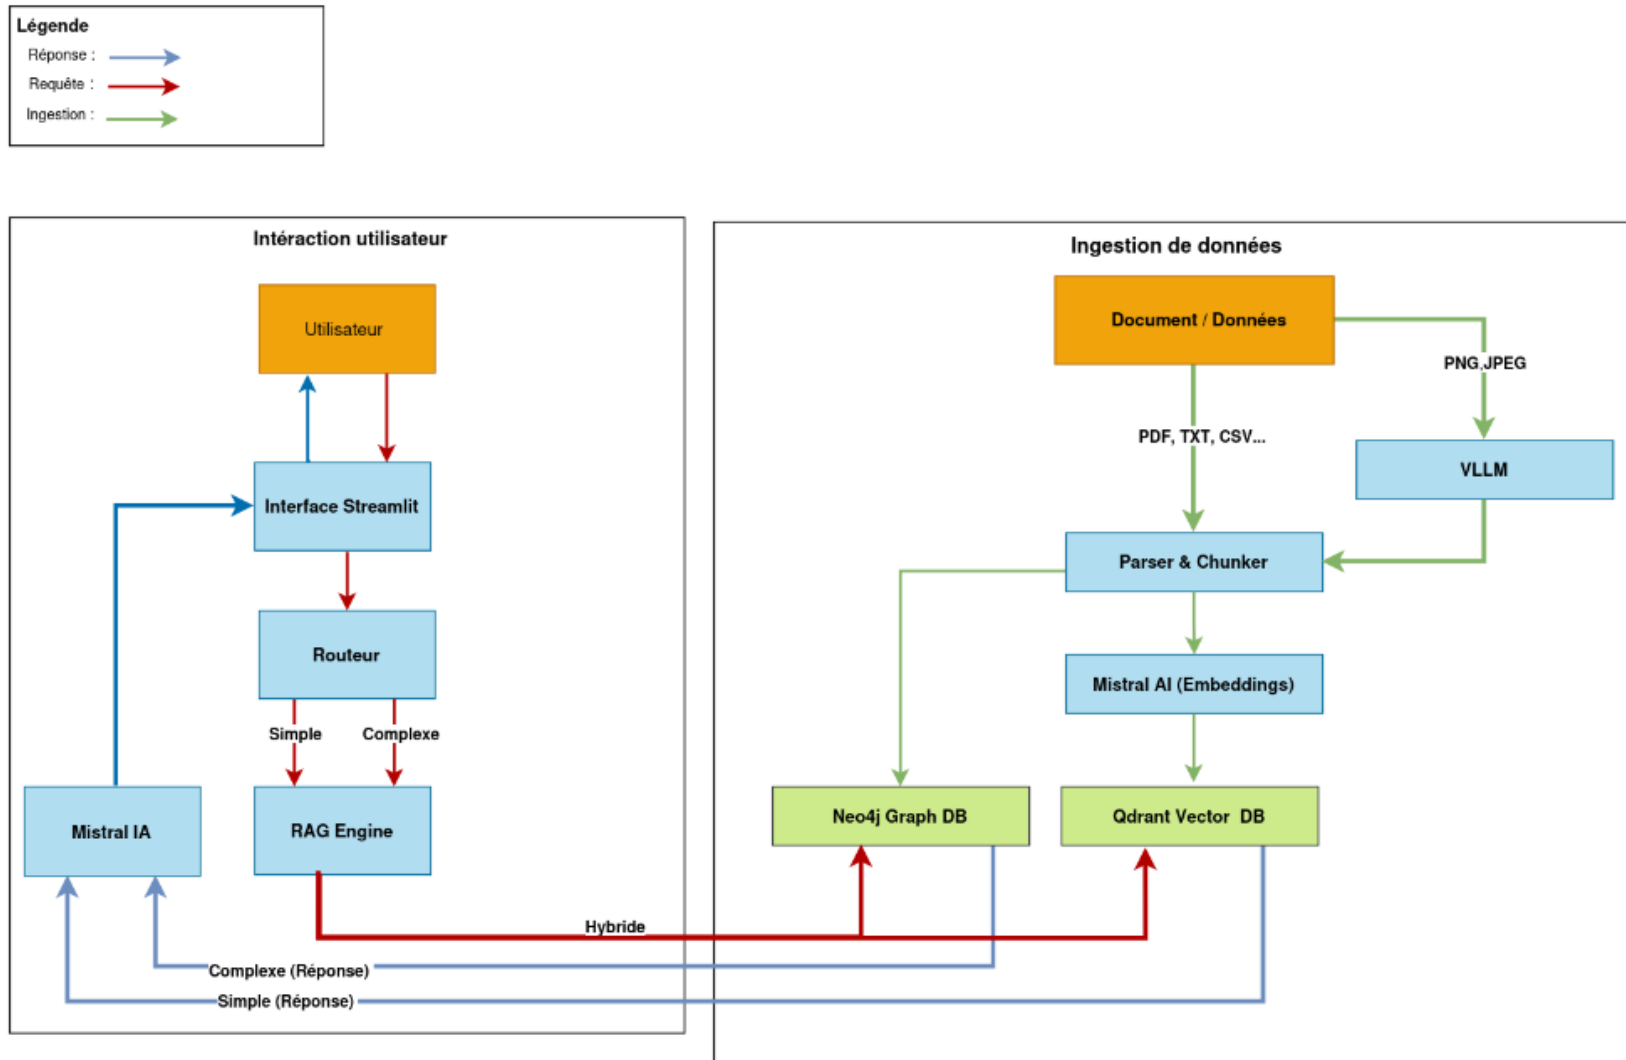 Légende
Réponse :
Requête :
Ingestion :
Intéraction utilisateur
Utilisateur
Interface Streamlit
Routeur
Simple
Complexe
Mistral IA
RAG Engine
Hybride
Complexe (Réponse)
Simple (Réponse)
Ingestion de données
Document / Données
PNG,JPEG
PDF, TXT, CSV...
VLLM
Parser & Chunker
Mistral AI (Embeddings)
Neo4j Graph DB
Qdrant Vector DB